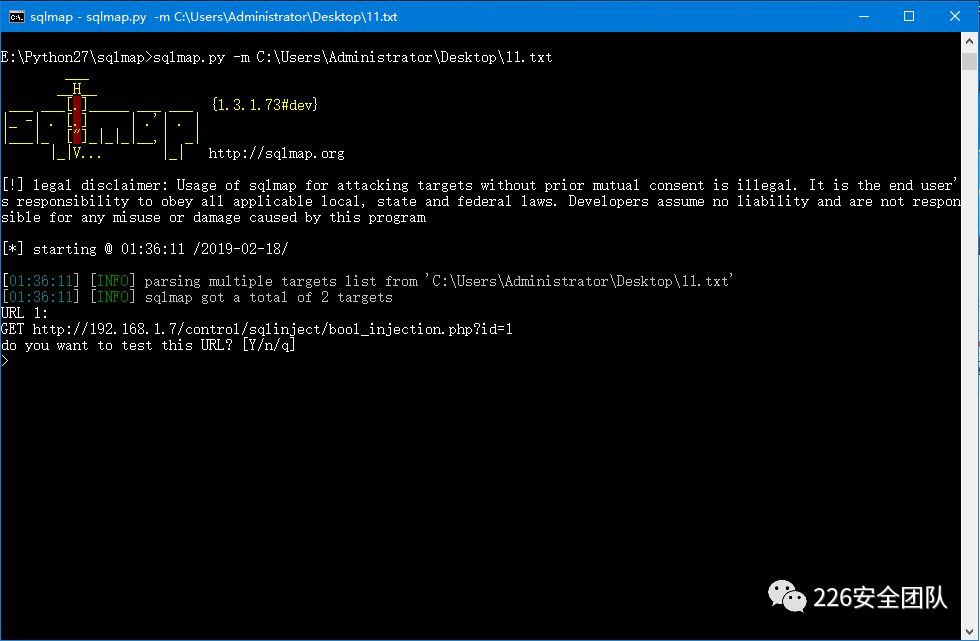 sqlmap - sqlmap.py -m C:\Users\Administrator\Desktop\11.txt
E:\Python27\sqlmap>sqlmap.py -m C:\Users\Administrator\Desktop\11.txt
{1.3.1.73#dev}
http://sqlmap.org
[!] legal disclaimer: Usage of sqlmap for attacking targets without prior mutual consent is illegal. It is the end user'
s responsibility to obey all applicable local, state and federal laws. Developers assume no liability and are not respon
sible for any misuse or damage caused by this program
[*] starting @ 01:36:11 /2019-02-18/
[01:36:11] [INFO] parsing multiple targets list from 'C:\Users\Administrator\Desktop\11.txt'
[01:36:11] [INFO] sqlmap got a total of 2 targets
URL 1:
GET http://192.168.1.7/control/sqlinject/bool_injection.php?id=1
do you want to test this URL? [Y/n/q]
>
226安全团队